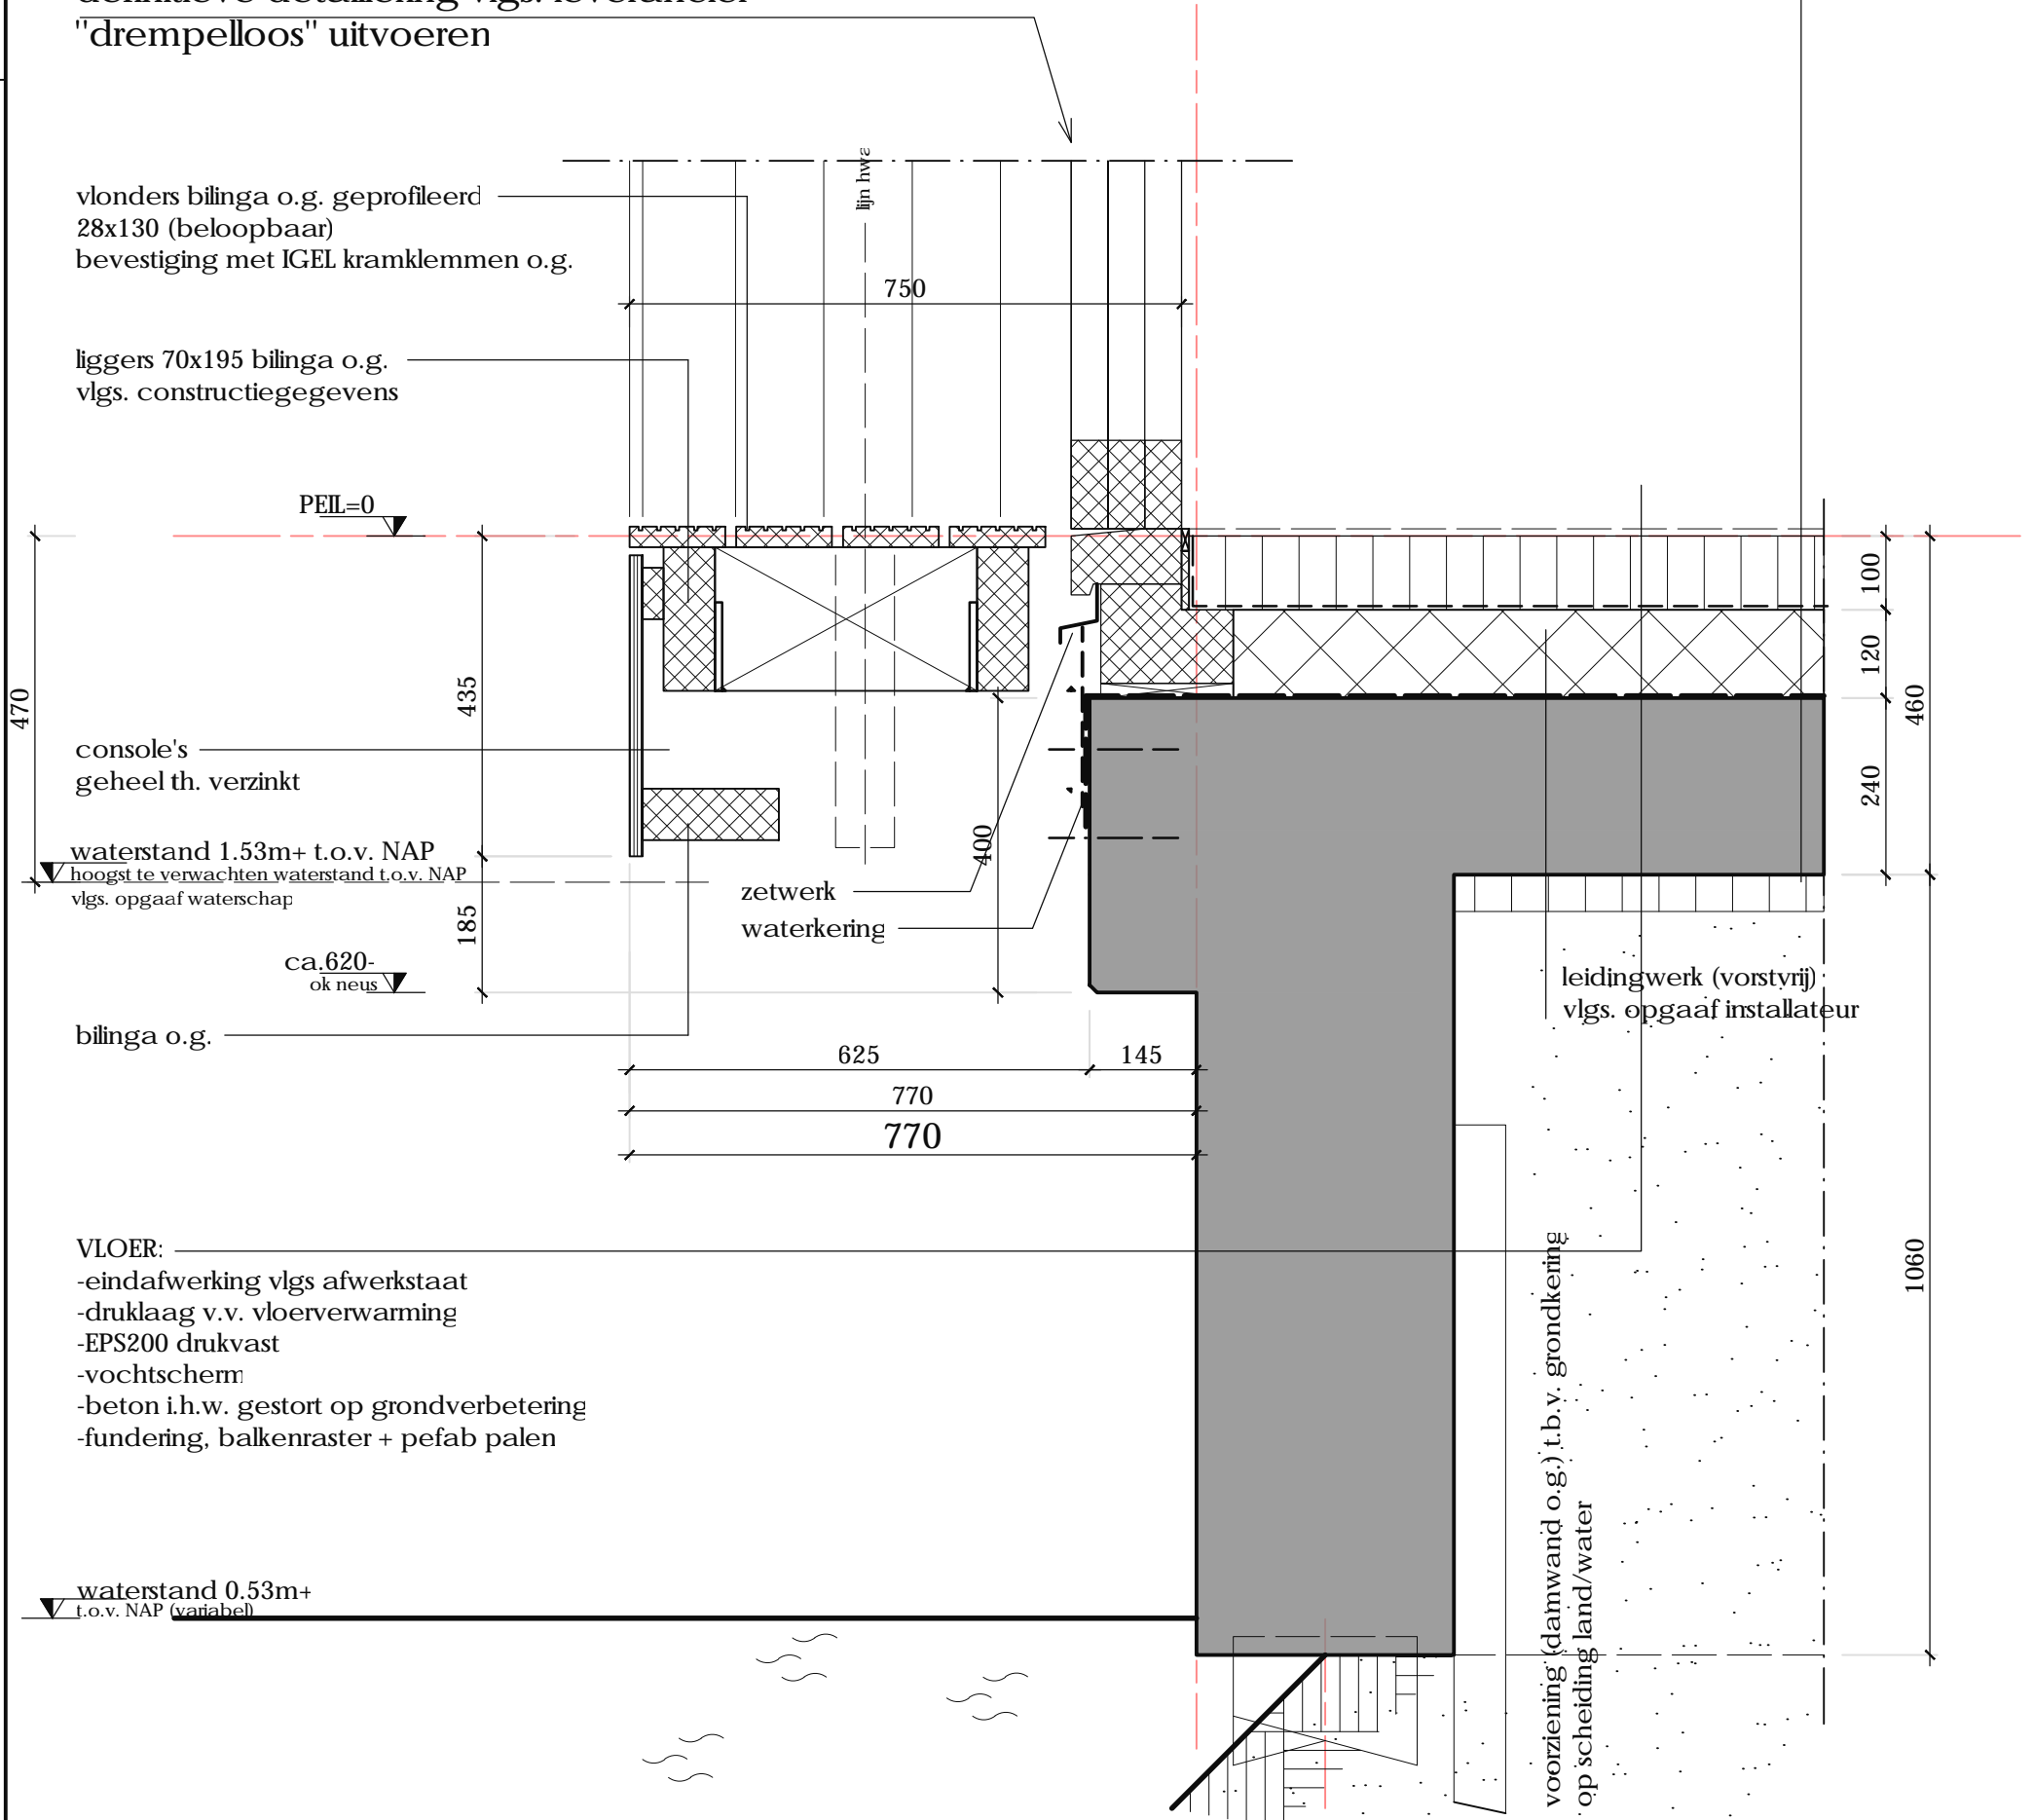 "drempelloos" uitvoeren
lijn hwa
vlonders bilinga o.g. geprofileerd
28x130 (beloopbaar)
bevestiging met IGEL kramklemmen o.g.
750
liggers 70x195 bilinga o.g.
vlgs. constructiegegevens
PEIL=0
100
120
460
240
470
435
console's
geheel th. verzinkt
400
waterstand 1.53m+ t.o.v. NAP
hoogst te verwachten waterstand t.o.v. NAP
vlgs. opgaaf waterschap
zetwerk
waterkering
185
ca.620-
ok neus
leidingwerk (vorstvrij)
vlgs. opgaaf installateur
bilinga o.g.
625
145
770
770
VLOER:
-eindafwerking vlgs afwerkstaat
-druklaag v.v. vloerverwarming
-EPS200 drukvast
-vochtscherm
-beton i.h.w. gestort op grondverbetering
-fundering, balkenraster + pefab palen
1060
voorziening (damwand o.g.) t.b.v. grondkering
op scheiding land/water
waterstand 0.53m+
t.o.v. NAP (variabel)